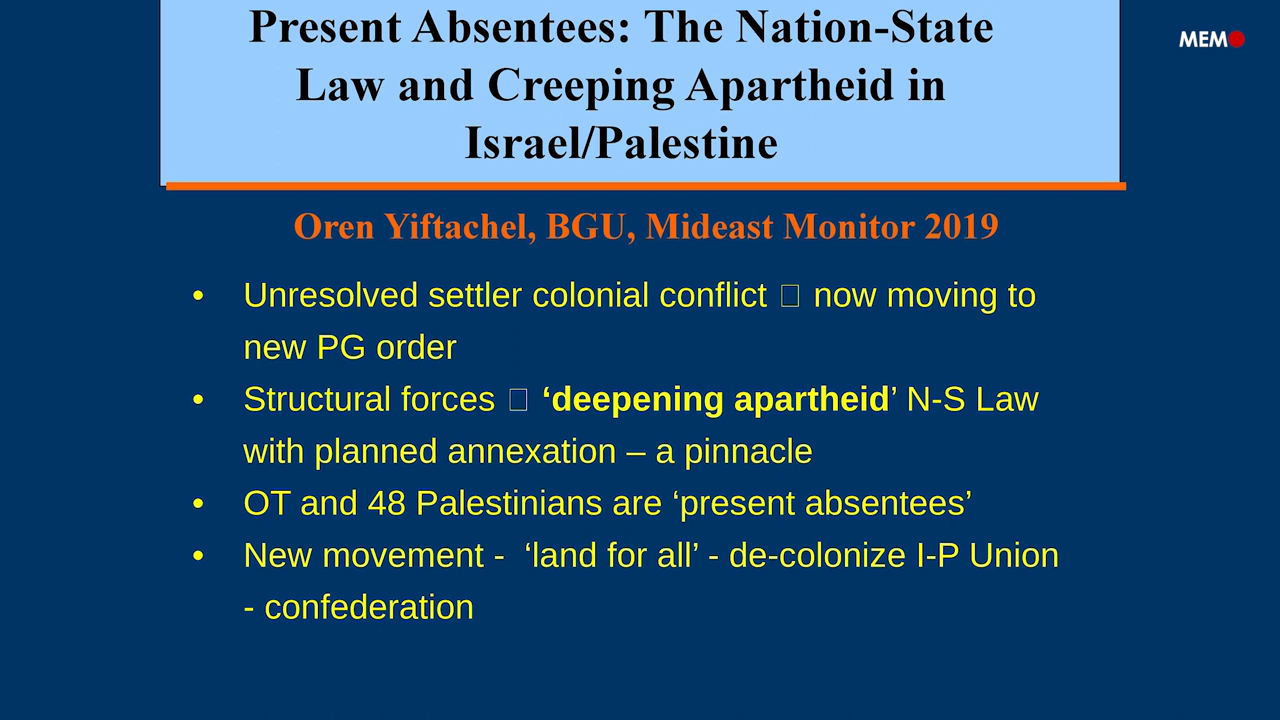 Present Absentees: The Nation-State
Law and Creeping Apartheid in
Israel/Palestine
MEMO
Oren Yiftachel, BGU, Mideast Monitor 2019
• Unresolved settler colonial conflict □ now moving to
new PG order
• Structural forces □ ‘deepening apartheid’ N-S Law
with planned annexation – a pinnacle
• OT and 48 Palestinians are ‘present absentees’
• New movement - ‘land for all’ - de-colonize I-P Union
- confederation